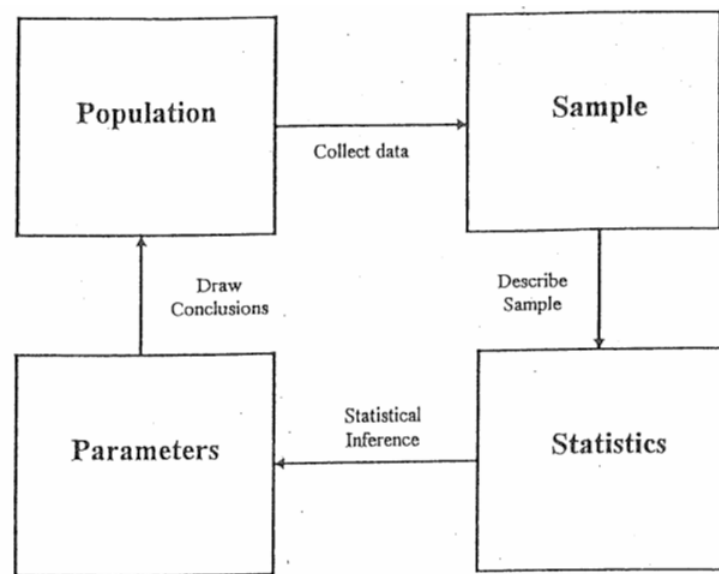 Population
Sample
Collect data
Draw
Conclusions
Describe
Sample
Parameters
Statistical
Inference
Statistics